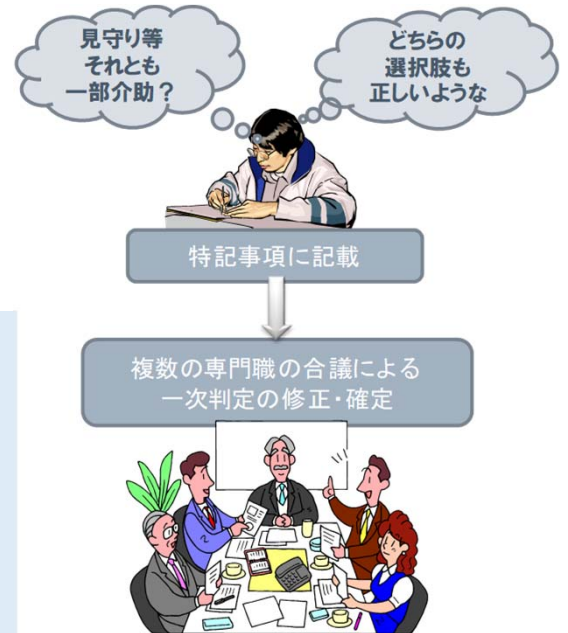 見守り等
それとも
一部介助?
どちらの
選択肢も
正しいような
特記事項に記載
複数の専門職の合議による
一次判定の修正・確定